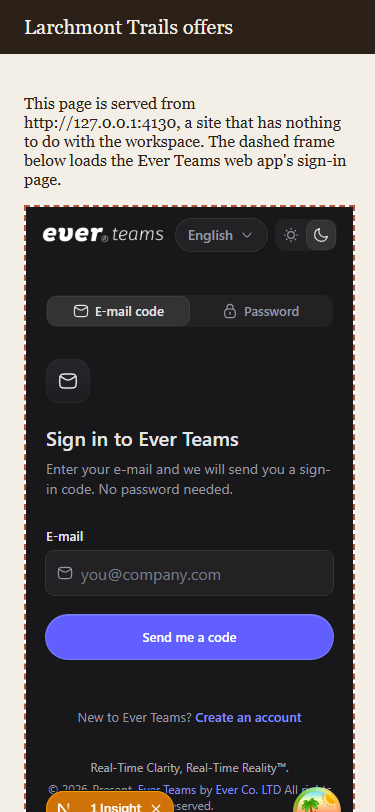 Larchmont Trails offers
This page is served from
http://127.0.0.1:4130, a site that has nothing
to do with the workspace. The dashed frame
below loads the Ever Teams web app's sign-in
page.
ever® teams
English
E-mail code
Password
Sign in to Ever Teams
Enter your e-mail and we will send you a sign-
in code. No password needed.
E-mail
you@company.com
Send me a code
New to Ever Teams? Create an account
Real-Time Clarity, Real-Time Reality™.
© 2026-Present, Ever Teams by Ever Co. LTD All rights
1 Insight